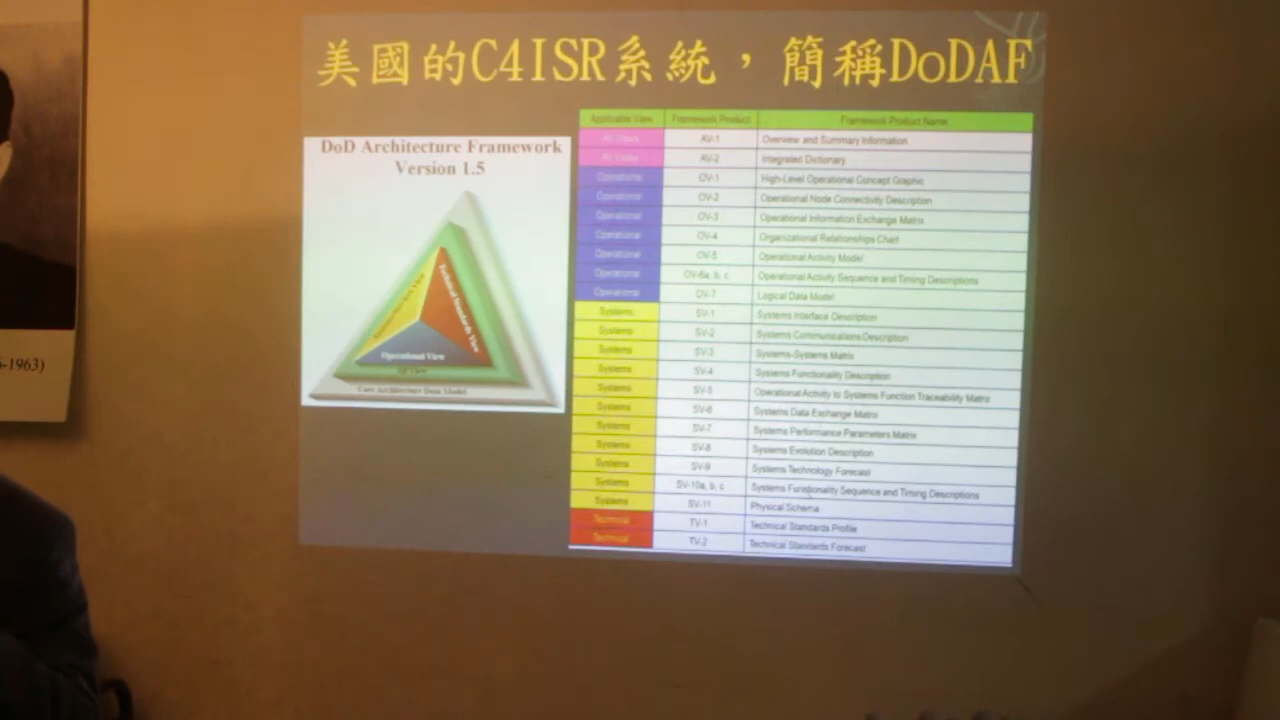 美國的C4ISR系統，簡稱DoDAF
DoD Architecture Framework
Version 1.5
Technical Standards View
Operational View
All View
Core Architecture Data Model
Applicable View Framework Product Framework Product Name
All Views AV-1 Overview and Summary Information
All Views AV-2 Integrated Dictionary
Operational OV-1 High-Level Operational Concept Graphic
Operational OV-2 Operational Node Connectivity Description
Operational OV-3 Operational Information Exchange Matrix
Operational OV-4 Organizational Relationships Chart
Operational OV-5 Operational Activity Model
Operational OV-6a, b, c Operational Activity Sequence and Timing Descriptions
Operational OV-7 Logical Data Model
Systems SV-1 Systems Interface Description
Systems SV-2 Systems Communications Description
Systems SV-3 Systems-Systems Matrix
Systems SV-4 Systems Functionality Description
Systems SV-5 Operational Activity to Systems Function Traceability Matrix
Systems SV-6 Systems Data Exchange Matrix
Systems SV-7 Systems Performance Parameters Matrix
Systems SV-8 Systems Evolution Description
Systems SV-9 Systems Technology Forecast
Systems SV-10a, b, c Systems Functionality Sequence and Timing Descriptions
Systems SV-11 Physical Schema
Technical TV-1 Technical Standards Profile
Technical TV-2 Technical Standards Forecast
-1963)